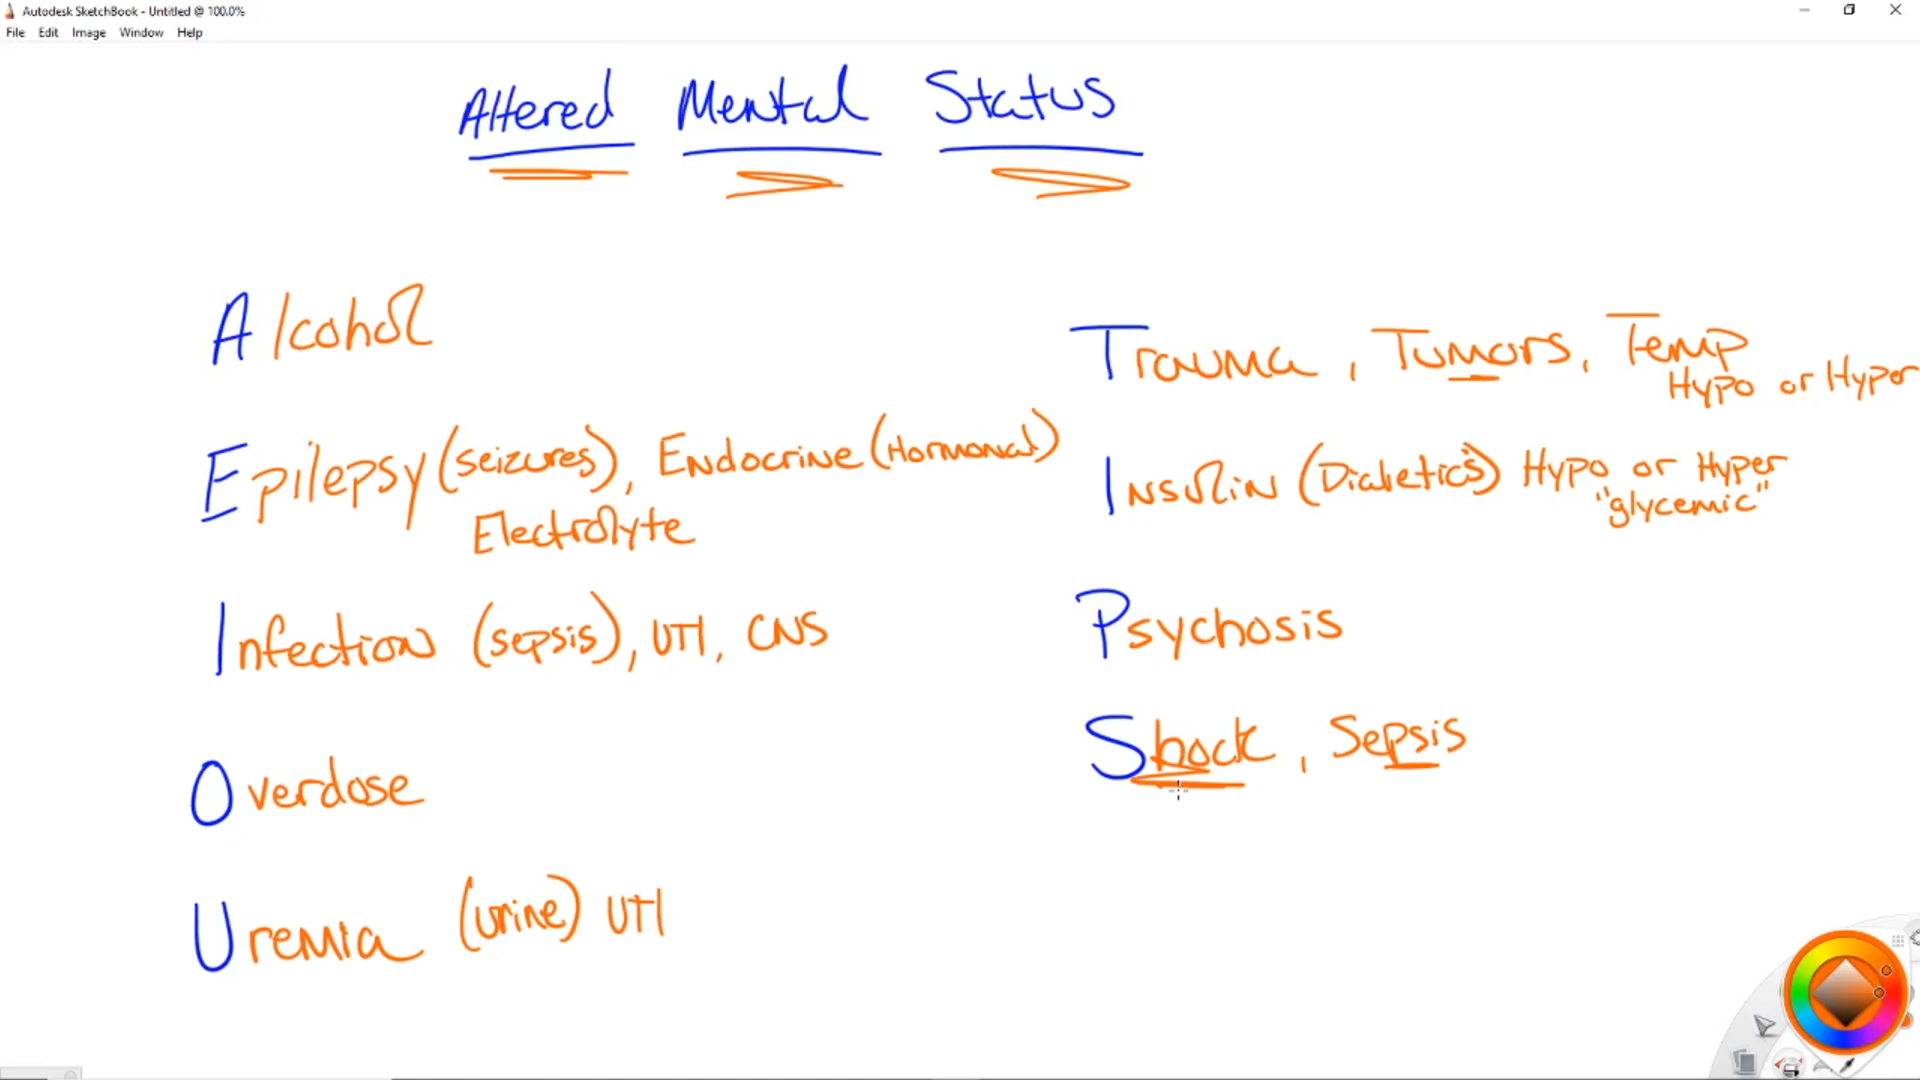 Autodesk SketchBook - Untitled @ 100.0%
File Edit Image Window Help
Altered Mental Status
Alcohol
Epilepsy (seizures), Endocrine (Hormonal)
Electrolyte
Infection (sepsis), UTI, CNS
Overdose
Uremia (urine) UTI
Trauma, Tumors, Temp
Hypo or Hyper
Insulin (Diabetics) Hypo or Hyper
"glycemic"
Psychosis
Shock, Sepsis